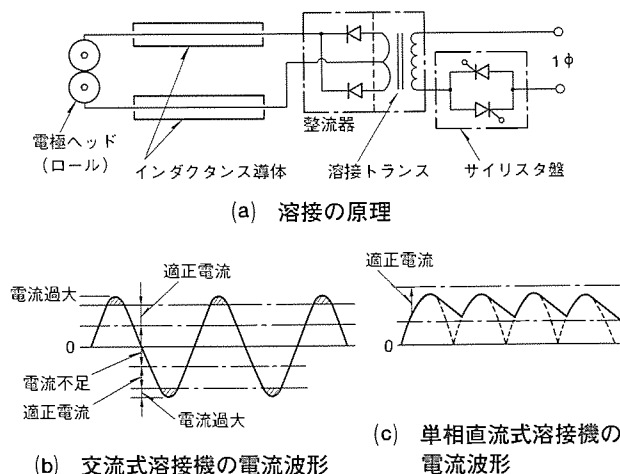 1ϕ
整流器
電極ヘッド
(ロール)
インダクタンス導体
溶接トランス
サイリスタ盤
(a) 溶接の原理
適正電流
電流過大
0
電流不足
適正電流
電流過大
(b) 交流式溶接機の電流波形
適正電流
0
(c) 単相直流式溶接機の
電流波形